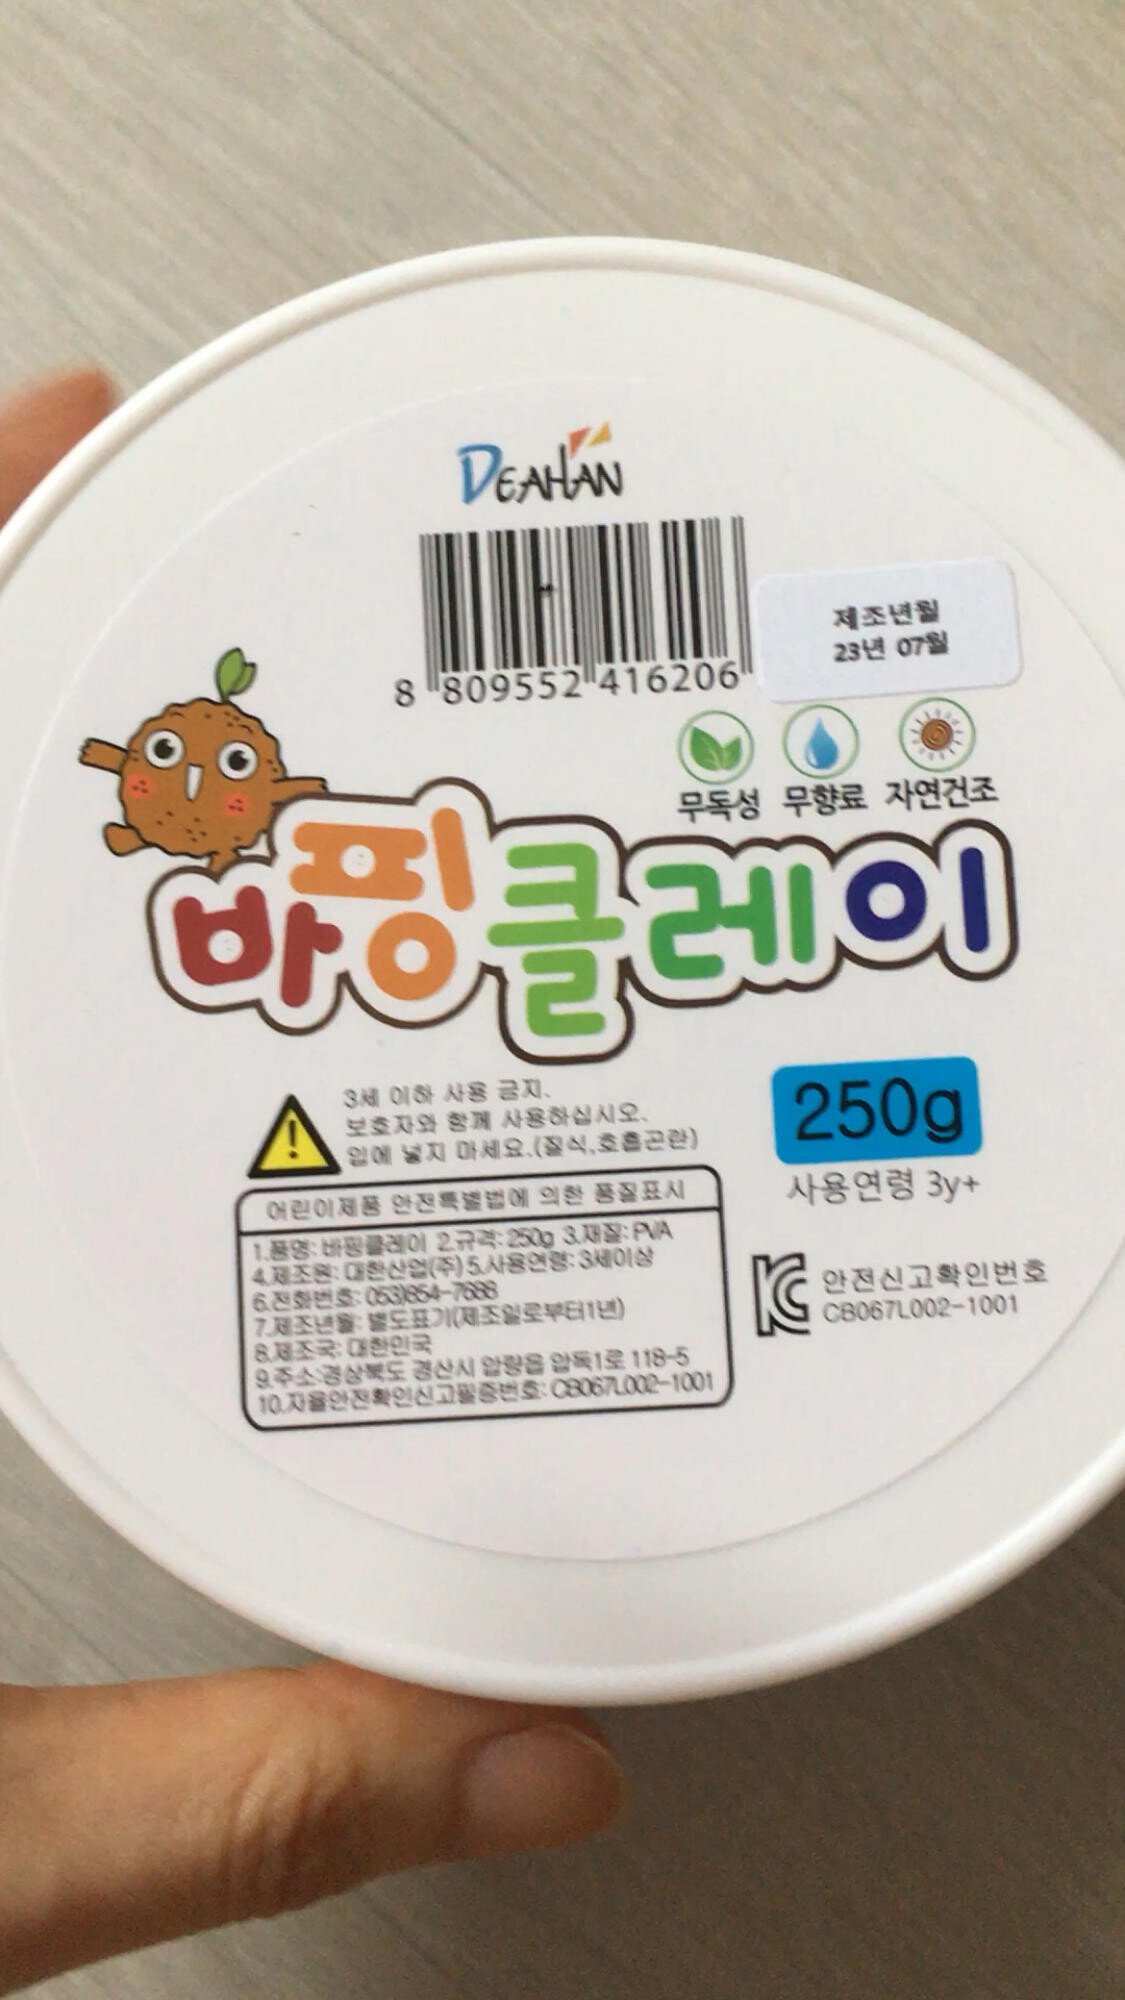 DEAHAN
8 809552 416206
제조년월
23년 07월
무독성 무향료 자연건조
바핑클레이
3세 이하 사용 금지.
보호자와 함께 사용하십시오.
입에 넣지 마세요.(질식,호흡곤란)
250g
사용연령 3y+
어린이제품 안전특별법에 의한 품질표시
1.품명: 바핑클레이 2.규격: 250g 3.재질: PVA
4.제조원: 대한산업(주) 5.사용연령: 3세이상
6.전화번호: 053)854-7688
7.제조년월: 별도표기(제조일로부터1년)
8.제조국: 대한민국
9.주소:경상북도 경산시 압량읍 압독1로 118-5
10.자율안전확인신고필증번호: CB067L002-1001
안전신고확인번호
CB067L002-1001